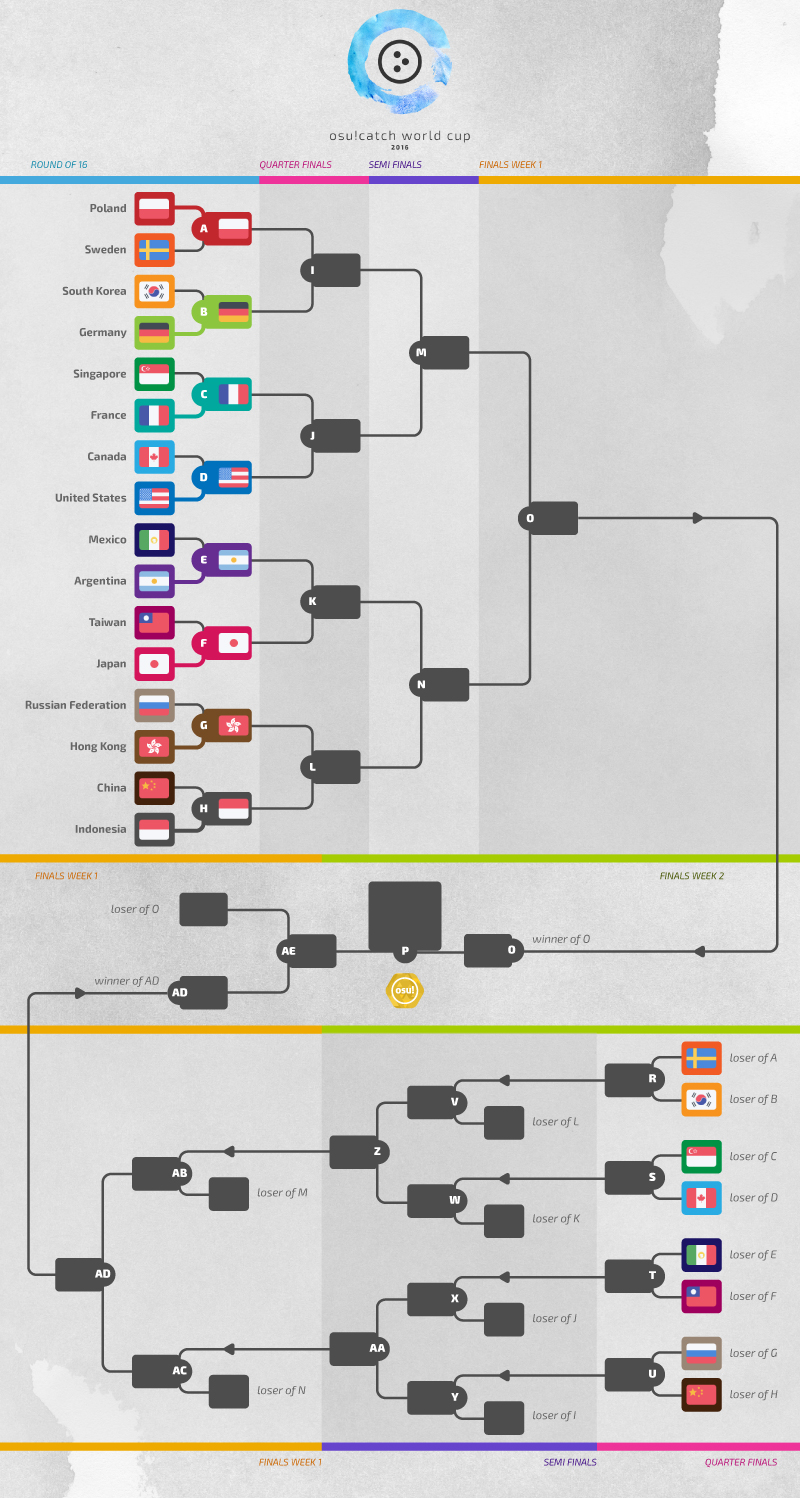 osu!catch world cup
2016
ROUND OF 16
QUARTER FINALS
SEMI FINALS
FINALS WEEK 1
Poland
A
Sweden
South Korea
B
Germany
I
Singapore
C
France
M
Canada
D
United States
J
Mexico
E
Argentina
O
Taiwan
F
Japan
K
Russian Federation
G
Hong Kong
N
China
H
Indonesia
L
FINALS WEEK 1
FINALS WEEK 2
loser of O
AE
P
O
winner of O
winner of AD
AD
osu!
R
loser of A
loser of B
V
loser of L
Z
S
loser of C
loser of D
AB
loser of M
W
loser of K
AD
T
loser of E
loser of F
X
loser of J
AA
U
loser of G
loser of H
AC
loser of N
Y
loser of I
FINALS WEEK 1
SEMI FINALS
QUARTER FINALS